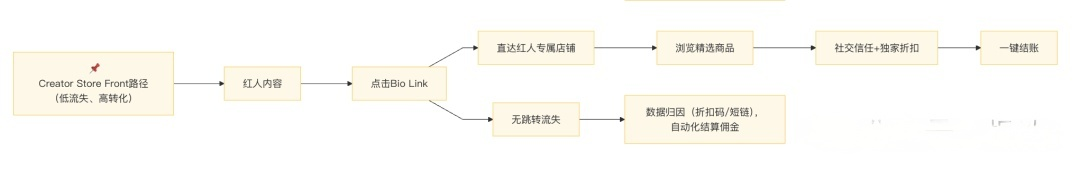 Creator Store Front路径
（低流失、高转化）
红人内容
点击Bio Link
直达红人专属店铺
浏览精选商品
社交信任+独家折扣
一键结账
无跳转流失
数据归因（折扣码/短链），
自动化结算佣金